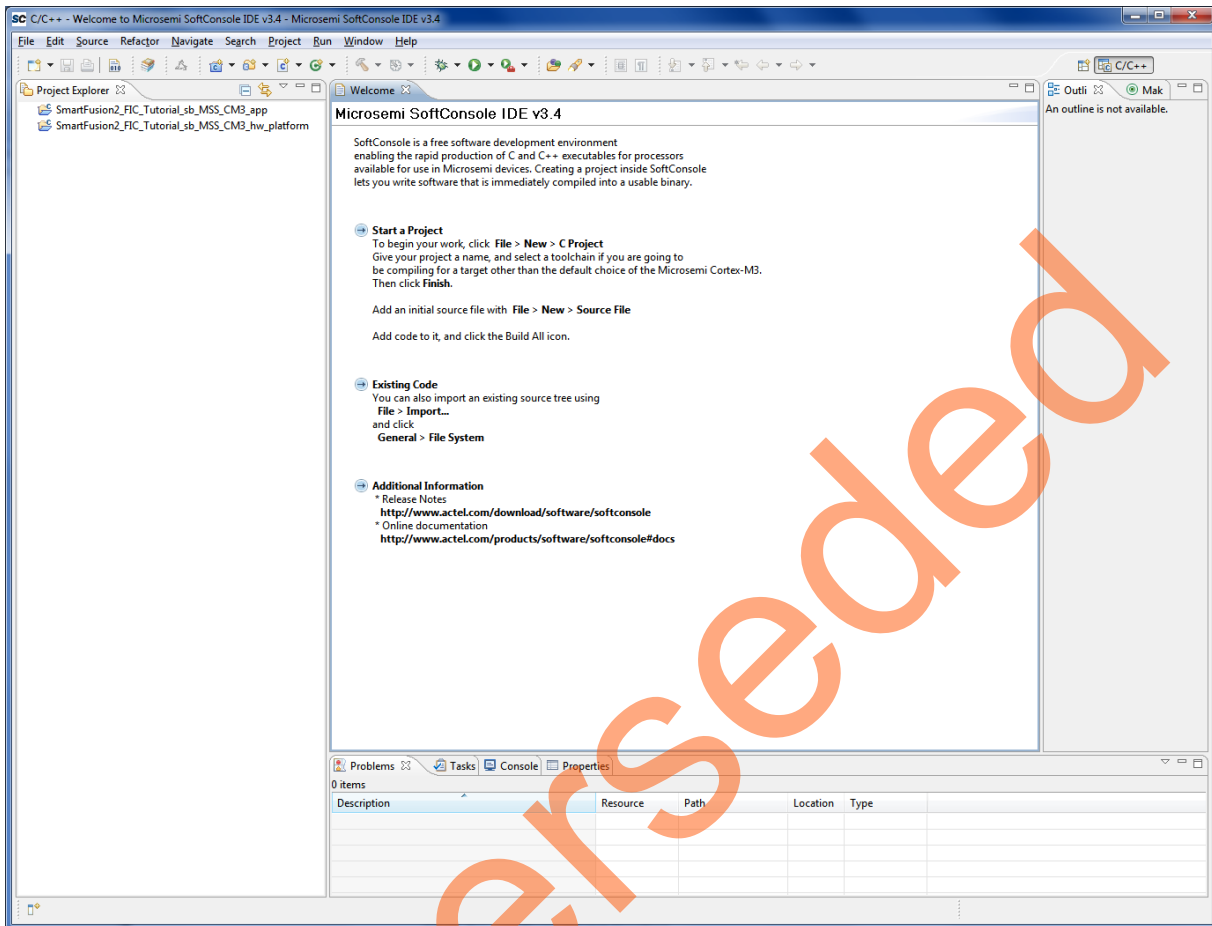 SC C/C++ - Welcome to Microsemi SoftConsole IDE v3.4 - Microsemi SoftConsole IDE v3.4
File Edit Source Refactor Navigate Search Project Run Window Help
C/C++
Project Explorer
SmartFusion2_FIC_Tutorial_sb_MSS_CM3_app
SmartFusion2_FIC_Tutorial_sb_MSS_CM3_hw_platform
Welcome
Microsemi SoftConsole IDE v3.4
SoftConsole is a free software development environment
enabling the rapid production of C and C++ executables for processors
available for use in Microsemi devices. Creating a project inside SoftConsole
lets you write software that is immediately compiled into a usable binary.
Start a Project
To begin your work, click File > New > C Project
Give your project a name, and select a toolchain if you are going to
be compiling for a target other than the default choice of the Microsemi Cortex-M3.
Then click Finish.
Add an initial source file with File > New > Source File
Add code to it, and click the Build All icon.
Existing Code
You can also import an existing source tree using
File > Import...
and click
General > File System
Additional Information
* Release Notes
http://www.actel.com/download/software/softconsole
* Online documentation
http://www.actel.com/products/software/softconsole#docs
Outli Mak
An outline is not available.
Problems Tasks Console Properties
0 items
Description Resource Path Location Type
erseded